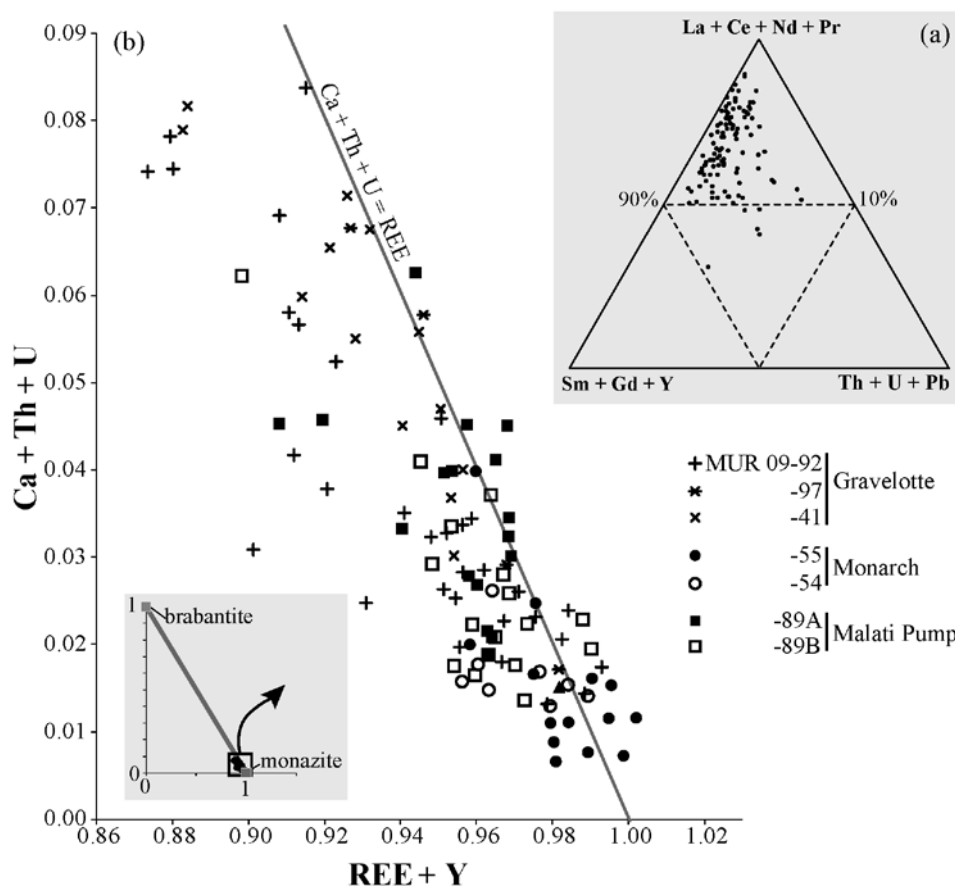 (b)
0.09
0.08
0.07
0.06
0.05
0.04
0.03
0.02
0.01
0.00
Ca + Th + U
0.86
0.88
0.90
0.92
0.94
0.96
0.98
1.00
1.02
REE + Y
Ca + Th + U = REE
La + Ce + Nd + Pr
(a)
90%
10%
Sm + Gd + Y
Th + U + Pb
MUR 09-92
-97
-41
Gravelotte
-55
-54
Monarch
-89A
-89B
Malati Pump
1
brabantite
monazite
0
0
1